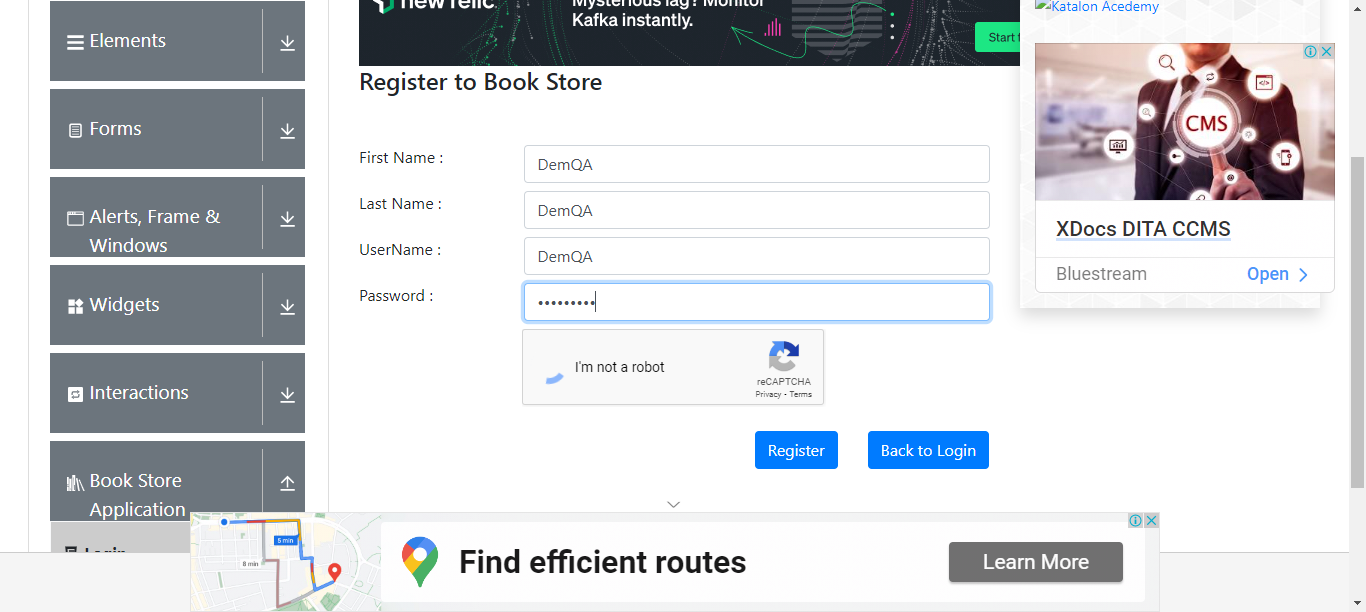 new relic.
Mysterious lag? Monitor
Kafka instantly.
Start
Katalon Acedemy
Elements
Forms
Alerts, Frame &
Windows
Widgets
Interactions
Book Store
Application
Login
Register to Book Store
First Name :
DemQA
Last Name :
DemQA
UserName :
DemQA
Password :
•••••••••
I'm not a robot
reCAPTCHA
Privacy - Terms
Register
Back to Login
CMS
XDocs DITA CCMS
Bluestream
Open
5 min
8 min
Find efficient routes
Learn More